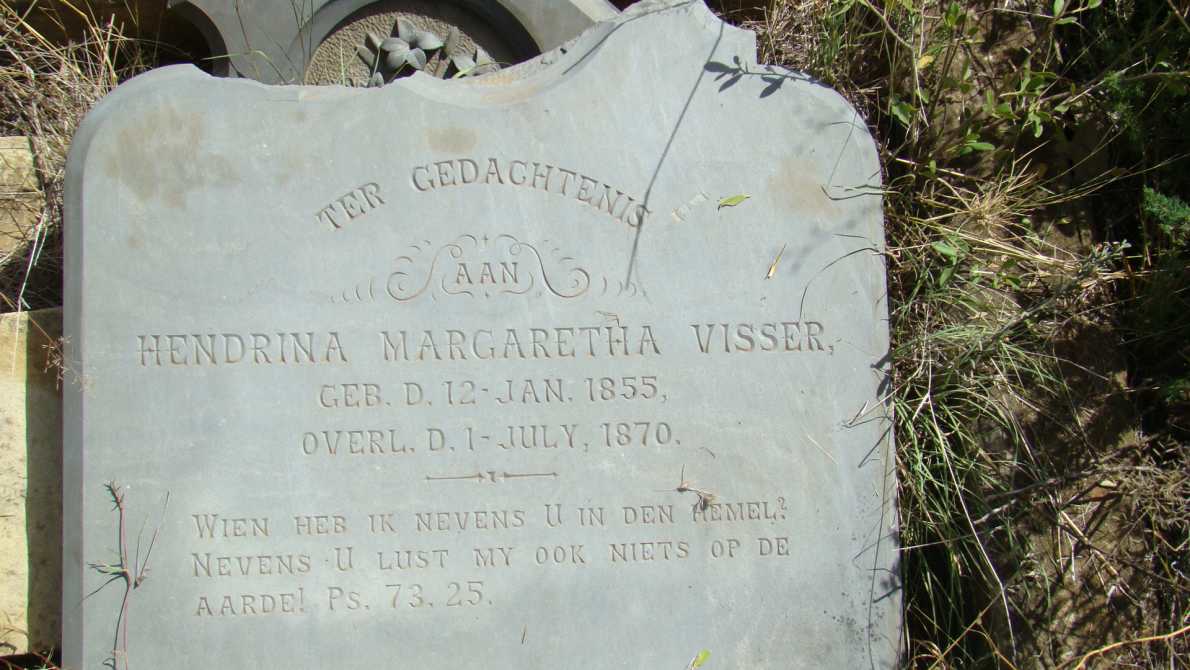 TER GEDACHTENIS
AAN
HENDRINA MARGARETHA VISSER,
GEB. D. 12-JAN. 1855,
OVERL. D. 1-JULY, 1870.
WIEN HEB IK NEVENS U IN DEN HEMEL?
NEVENS U LUST MY OOK NIETS OP DE
AARDE! PS. 73. 25.